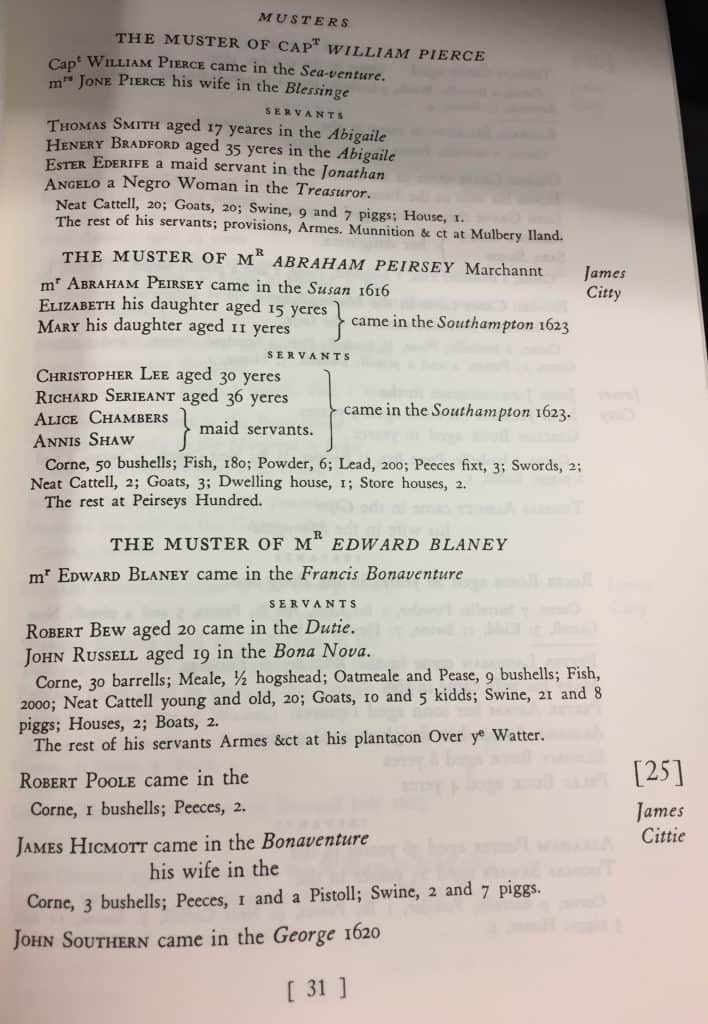 MUSTERS
THE MUSTER OF CAPT WILLIAM PIERCE
Capt WILLIAM PIERCE came in the Sea-venture.
mrs JONE PIERCE his wife in the Blessinge
SERVANTS
THOMAS SMITH aged 17 yeares in the Abigaile
HENERY BRADFORD aged 35 yeres in the Abigaile
ESTER EDERIFE a maid servant in the Jonathan
ANGELO a Negro Woman in the Treasuror.
Neat Cattell, 20; Goats, 20; Swine, 9 and 7 piggs; House, 1.
The rest of his servants; provisions, Armes. Munnition & ct at Mulbery Iland.
THE MUSTER OF MR ABRAHAM PEIRSEY Marchannt
James
Citty
mr ABRAHAM PEIRSEY came in the Susan 1616
ELIZABETH his daughter aged 15 yeres
MARY his daughter aged 11 yeres
came in the Southampton 1623
SERVANTS
CHRISTOPHER LEE aged 30 yeres
RICHARD SERIEANT aged 36 yeres
ALICE CHAMBERS
ANNIS SHAW
maid servants.
came in the Southampton 1623.
Corne, 50 bushells; Fish, 180; Powder, 6; Lead, 200; Peeces fixt, 3; Swords, 2;
Neat Cattell, 2; Goats, 3; Dwelling house, 1; Store houses, 2.
The rest at Peirseys Hundred.
THE MUSTER OF MR EDWARD BLANEY
mr EDWARD BLANEY came in the Francis Bonaventure
SERVANTS
ROBERT BEW aged 20 came in the Dutie.
JOHN RUSSELL aged 19 in the Bona Nova.
Corne, 30 barrells; Meale, ½ hogshead; Oatmeale and Pease, 9 bushells; Fish,
2000; Neat Cattell young and old, 20; Goats, 10 and 5 kidds; Swine, 21 and 8
piggs; Houses, 2; Boats, 2.
The rest of his servants Armes &ct at his plantacon Over ye Watter.
ROBERT POOLE came in the
[25]
Corne, 1 bushells; Peeces, 2.
James
Cittie
JAMES HICMOTT came in the Bonaventure
his wife in the
Corne, 3 bushells; Peeces, 1 and a Pistoll; Swine, 2 and 7 piggs.
JOHN SOUTHERN came in the George 1620
[ 31 ]